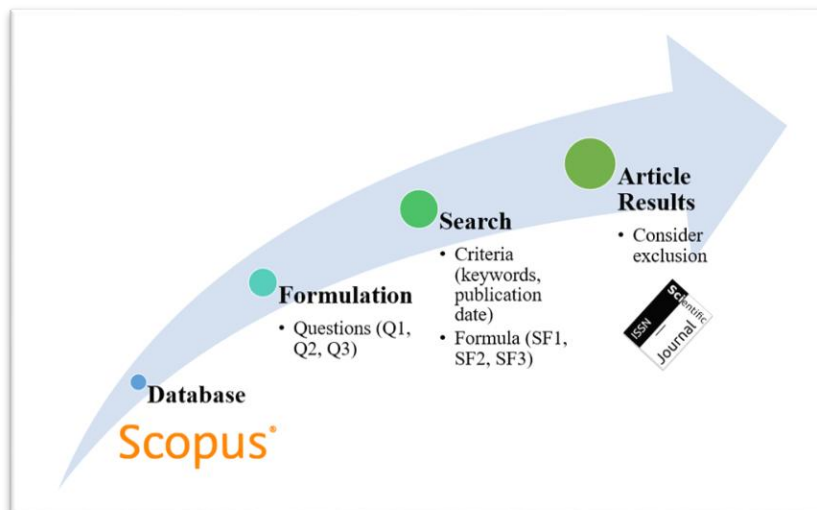 Article
Results
• Consider
exclusion
Search
• Criteria
(keywords,
publication
date)
• Formula (SF1,
SF2, SF3)
Formulation
• Questions (Q1,
Q2, Q3)
Database
Scopus®
ISSN
Scientific
Journal